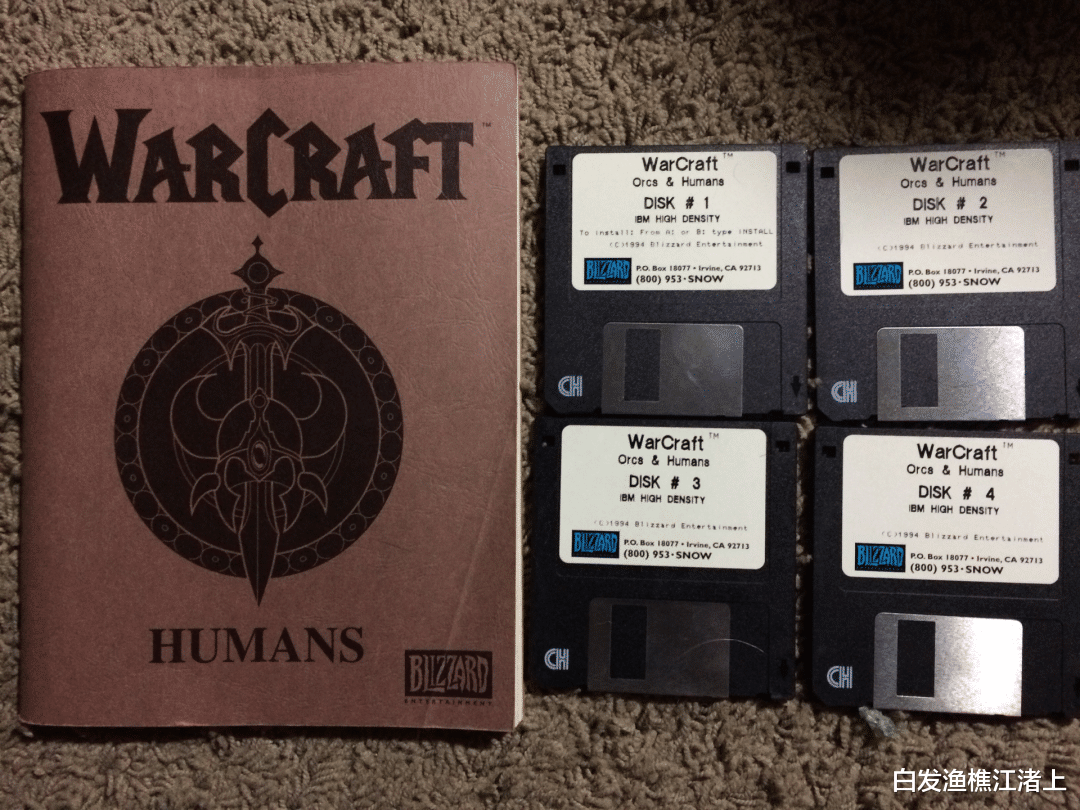 WARCRAFT™
HUMANS
BLIZZARD
ENTERTAINMENT
WarCraft™
Orcs & Humans
DISK # 1
IBM HIGH DENSITY
To install: From A: or B: type INSTALL
(C)1994 Blizzard Entertainment
BLIZZARD
P.O. Box 18077 • Irvine, CA 92713
(800) 953·SNOW
CH
WarCraft™
Orcs & Humans
DISK # 2
IBM HIGH DENSITY
(C)1994 Blizzard Entertainment
BLIZZARD
P.O. Box 18077 • Irvine, CA 92713
(800) 953·SNOW
CH
WarCraft™
Orcs & Humans
DISK # 3
IBM HIGH DENSITY
(C)1994 Blizzard Entertainment
BLIZZARD
P.O. Box 18077 • Irvine, CA 92713
(800) 953·SNOW
CH
WarCraft™
Orcs & Humans
DISK # 4
IBM HIGH DENSITY
(C)1994 Blizzard Entertainment
BLIZZARD
P.O. Box 18077 • Irvine, CA 92713
(800) 953·SNOW
CH
白发渔樵江渚上